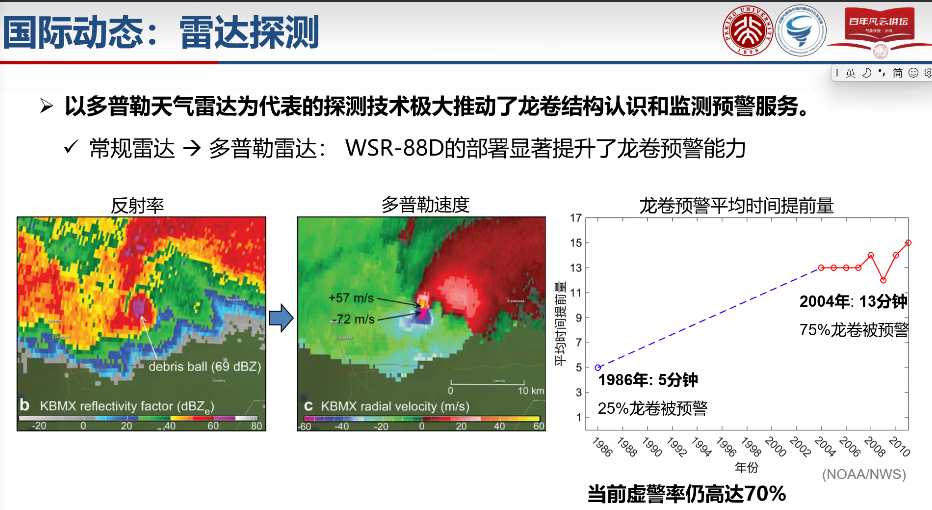 国际动态：雷达探测
PEKING UNIVERSITY
1898
百年风云讲坛
英 简
➢ 以多普勒天气雷达为代表的探测技术极大推动了龙卷结构认识和监测预警服务。
✓ 常规雷达 → 多普勒雷达： WSR-88D的部署显著提升了龙卷预警能力
反射率
debris ball (69 dBZ)
b KBMX reflectivity factor (dBZe)
-20 0 20 40 60 80
多普勒速度
+57 m/s
-72 m/s
0 10 km
c KBMX radial velocity (m/s)
-60 -40 -20 0 20 40 60
龙卷预警平均时间提前量
平均时间提前量
17
15
13
11
9
7
5
3
1
2004年: 13分钟
75%龙卷被预警
1986年: 5分钟
25%龙卷被预警
1986 1988 1990 1992 1994 1996 1998 2000 2002 2004 2006 2008 2010
年份
(NOAA/NWS)
当前虚警率仍高达70%